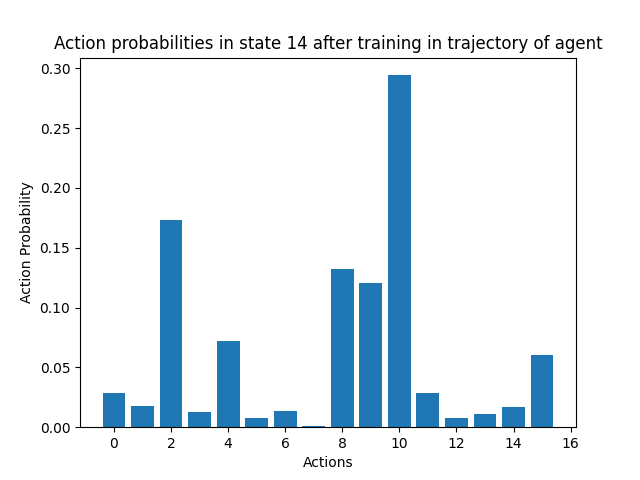 Action probabilities in state 14 after training in trajectory of agent
0.30
0.25
0.20
0.15
0.10
0.05
0.00
Action Probability
0 2 4 6 8 10 12 14 16
Actions